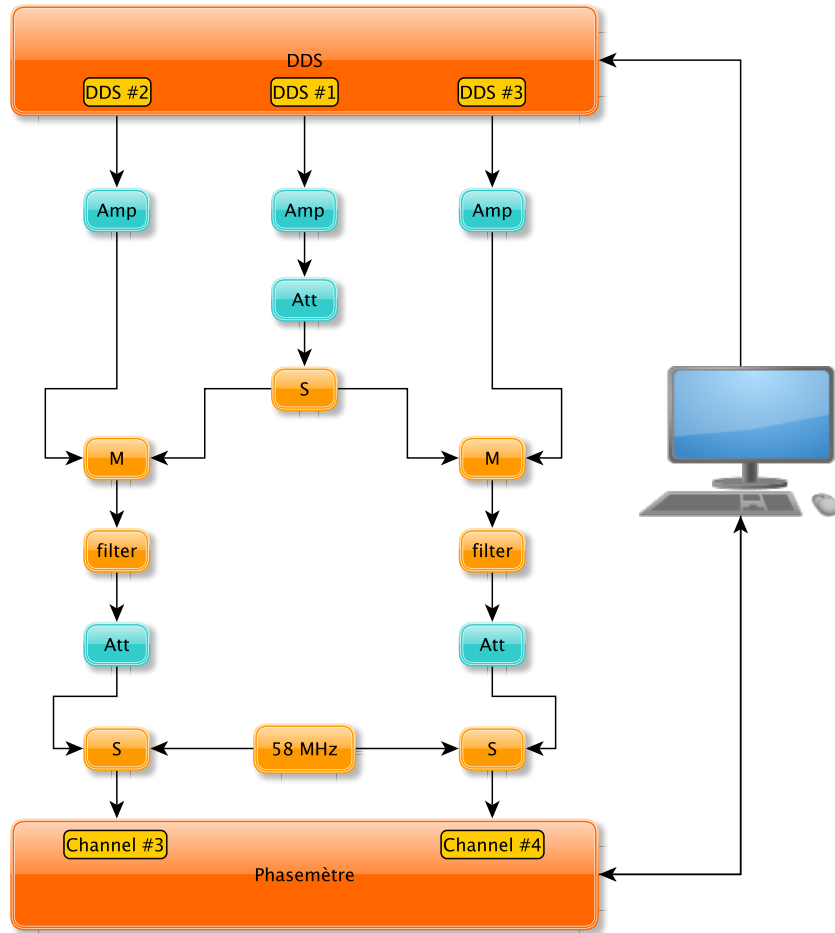 DDS
DDS #2 DDS #1 DDS #3
Amp Amp Amp
Att
S
M M
filter filter
Att Att
S 58 MHz S
Channel #3 Channel #4
Phasemètre